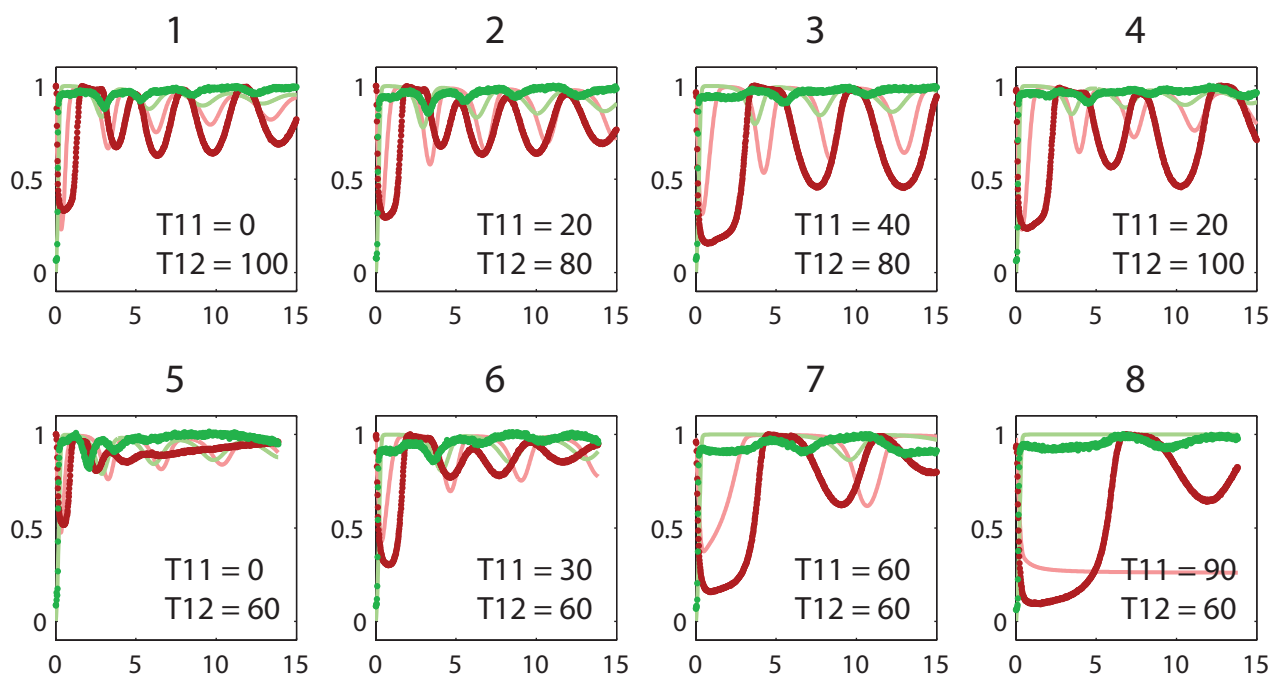 1 2 3 4
1 1 1 1
T11 = 0 T11 = 20 T11 = 40 T11 = 20
0.5 0.5 0.5 0.5
T12 = 100 T12 = 80 T12 = 80 T12 = 100
0 0 0 0
0 5 10 15 0 5 10 15 0 5 10 15 0 5 10 15
5 6 7 8
1 1 1 1
0.5 0.5 0.5 0.5
T11 = 0 T11 = 30 T11 = 60 T11 = 90
T12 = 60 T12 = 60 T12 = 60 T12 = 60
0 0 0 0
0 5 10 15 0 5 10 15 0 5 10 15 0 5 10 15